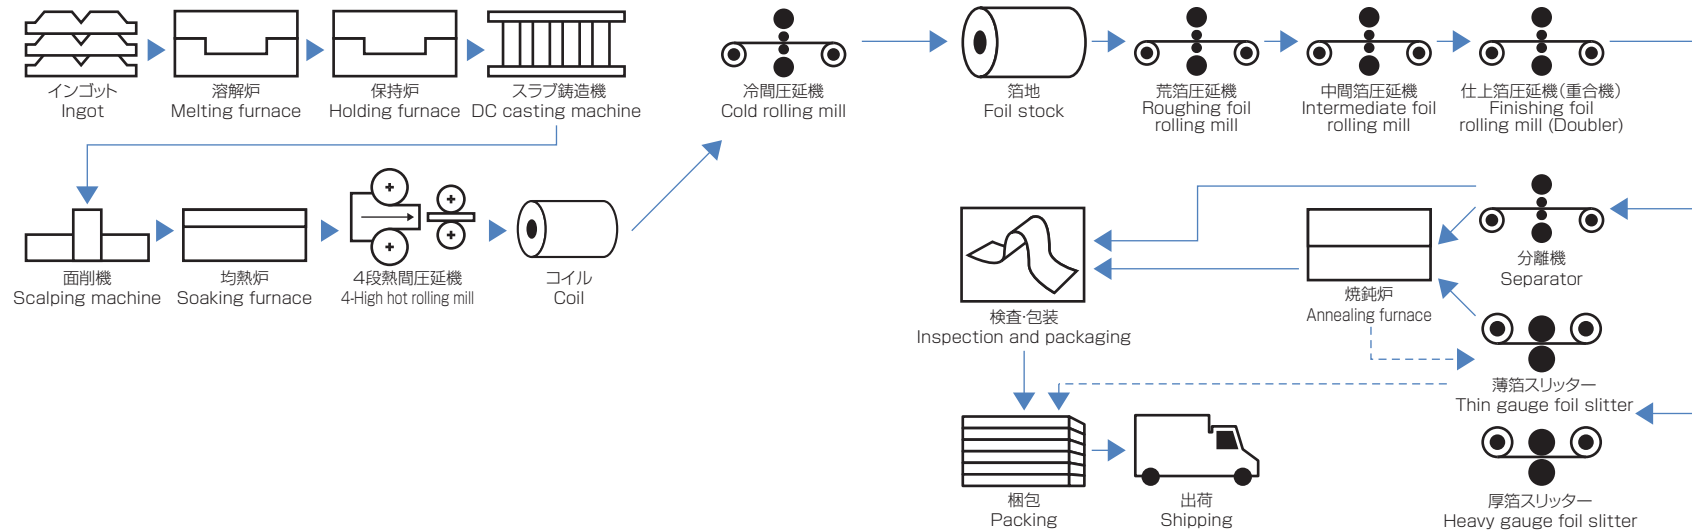 インゴット
Ingot
溶解炉
Melting furnace
保持炉
Holding furnace
スラブ鋳造機
DC casting machine
冷間圧延機
Cold rolling mill
箔地
Foil stock
荒箔圧延機
Roughing foil
rolling mill
中間箔圧延機
Intermediate foil
rolling mill
仕上箔圧延機(重合機)
Finishing foil
rolling mill (Doubler)
面削機
Scalping machine
均熱炉
Soaking furnace
4段熱間圧延機
4-High hot rolling mill
コイル
Coil
検査・包装
Inspection and packaging
焼鈍炉
Annealing furnace
分離機
Separator
薄箔スリッター
Thin gauge foil slitter
厚箔スリッター
Heavy gauge foil slitter
梱包
Packing
出荷
Shipping